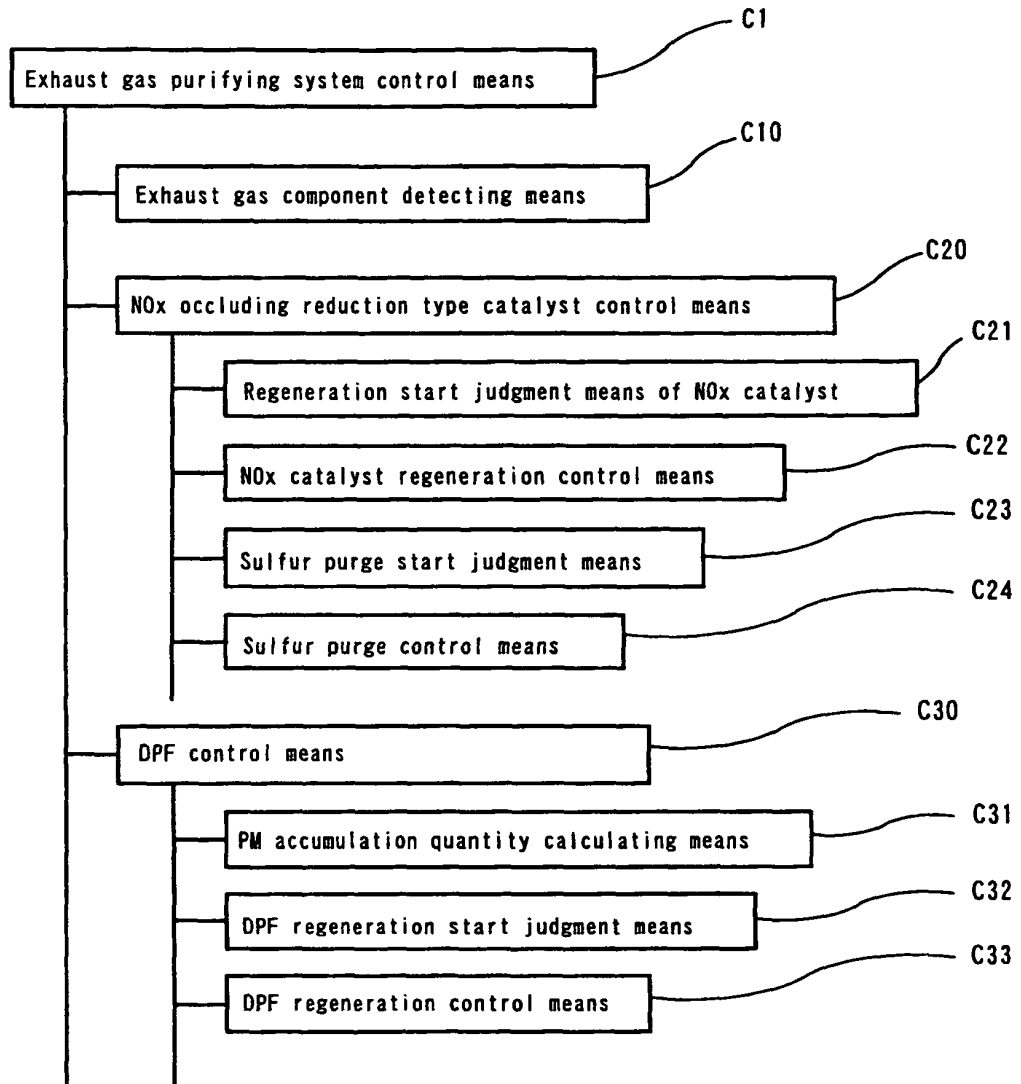 C1
Exhaust gas purifying system control means
C10
Exhaust gas component detecting means
C20
NOx occluding reduction type catalyst control means
C21
Regeneration start judgment means of NOx catalyst
C22
NOx catalyst regeneration control means
C23
Sulfur purge start judgment means
C24
Sulfur purge control means
C30
DPF control means
C31
PM accumulation quantity calculating means
C32
DPF regeneration start judgment means
C33
DPF regeneration control means